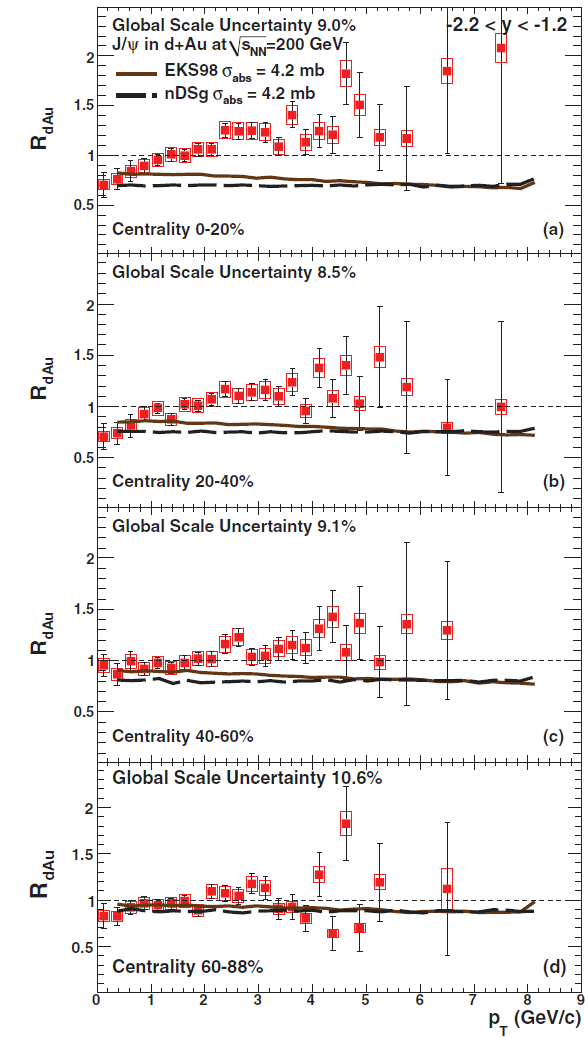 Global Scale Uncertainty 9.0%
-2.2 < y < -1.2
J/ψ in d+Au at √sNN=200 GeV
EKS98 σabs = 4.2 mb
nDSg σabs = 4.2 mb
2
1.5
1
0.5
RdAu
Centrality 0-20%
(a)
Global Scale Uncertainty 8.5%
2
1.5
1
0.5
RdAu
Centrality 20-40%
(b)
Global Scale Uncertainty 9.1%
2
1.5
1
0.5
RdAu
Centrality 40-60%
(c)
Global Scale Uncertainty 10.6%
2
1.5
1
0.5
RdAu
Centrality 60-88%
(d)
0 1 2 3 4 5 6 7 8 9
pT (GeV/c)